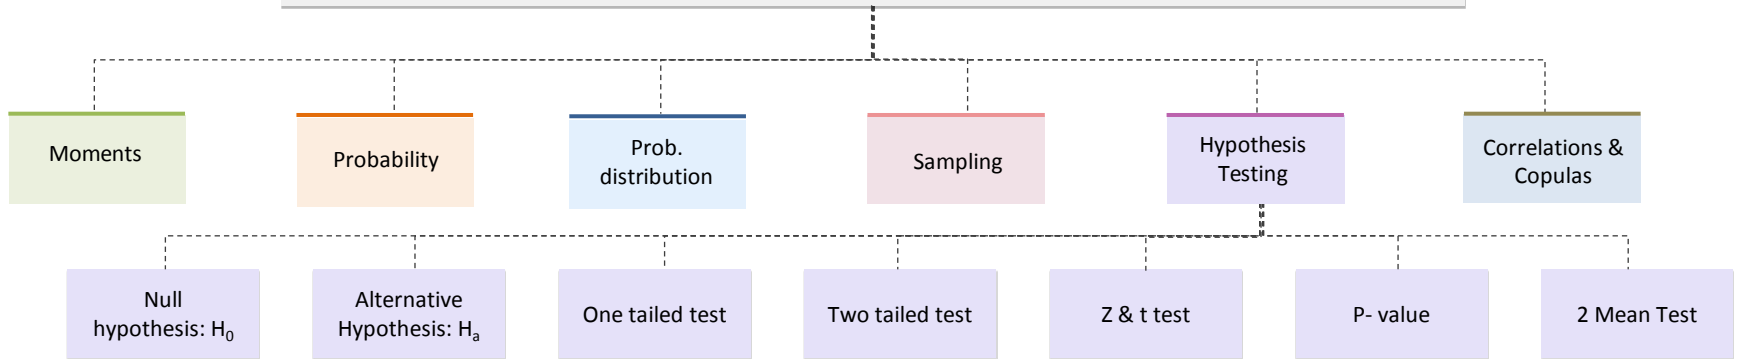 Moments
Probability
Prob.
distribution
Sampling
Hypothesis
Testing
Correlations &
Copulas
Null
hypothesis: H₀
Alternative
Hypothesis: Hₐ
One tailed test
Two tailed test
Z & t test
P- value
2 Mean Test